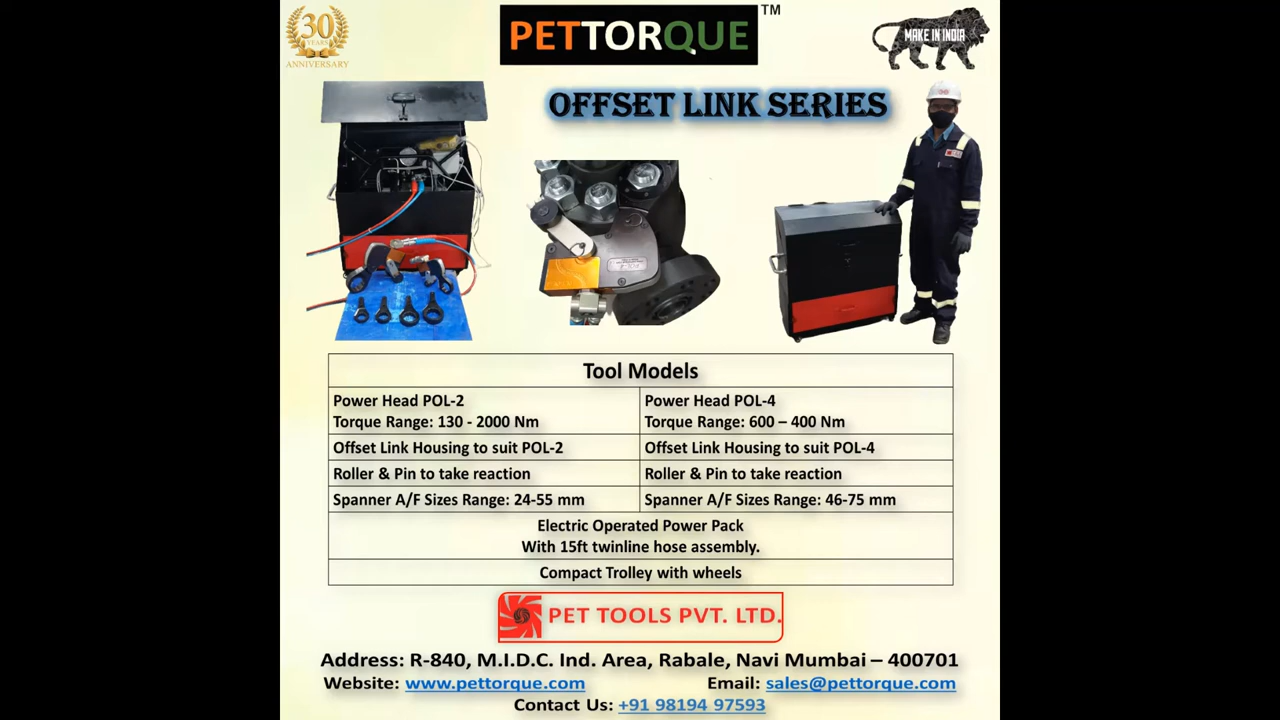 30
YEARS
ANNIVERSARY
PETTORQUE™
MAKE IN INDIA
OFFSET LINK SERIES
Tool Models
Power Head POL-2
Torque Range: 130 - 2000 Nm
Power Head POL-4
Torque Range: 600 – 400 Nm
Offset Link Housing to suit POL-2
Offset Link Housing to suit POL-4
Roller & Pin to take reaction
Roller & Pin to take reaction
Spanner A/F Sizes Range: 24-55 mm
Spanner A/F Sizes Range: 46-75 mm
Electric Operated Power Pack
With 15ft twinline hose assembly.
Compact Trolley with wheels
PET TOOLS PVT. LTD.
Address: R-840, M.I.D.C. Ind. Area, Rabale, Navi Mumbai – 400701
Website: www.pettorque.com Email: sales@pettorque.com
Contact Us: +91 98194 97593